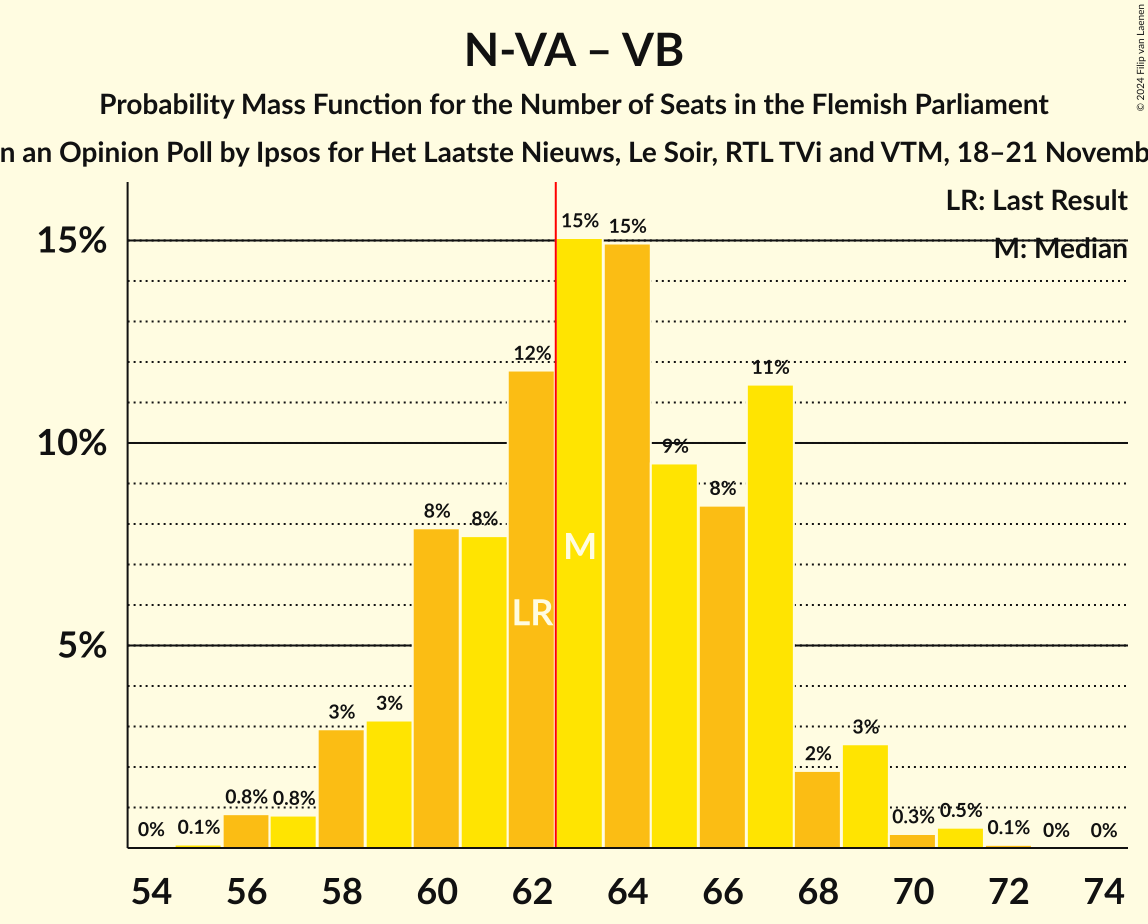 N-VA – VB
Probability Mass Function for the Number of Seats in the Flemish Parliament
n an Opinion Poll by Ipsos for Het Laatste Nieuws, Le Soir, RTL TVi and VTM, 18–21 Novemb
© 2024 Filip van Laenen
LR: Last Result
M: Median
15%
10%
5%
0%
0.1%
0.8%
0.8%
3%
3%
8%
8%
12%
15%
15%
9%
8%
11%
2%
3%
0.3%
0.5%
0.1%
0%
0%
LR
M
54 56 58 60 62 64 66 68 70 72 74